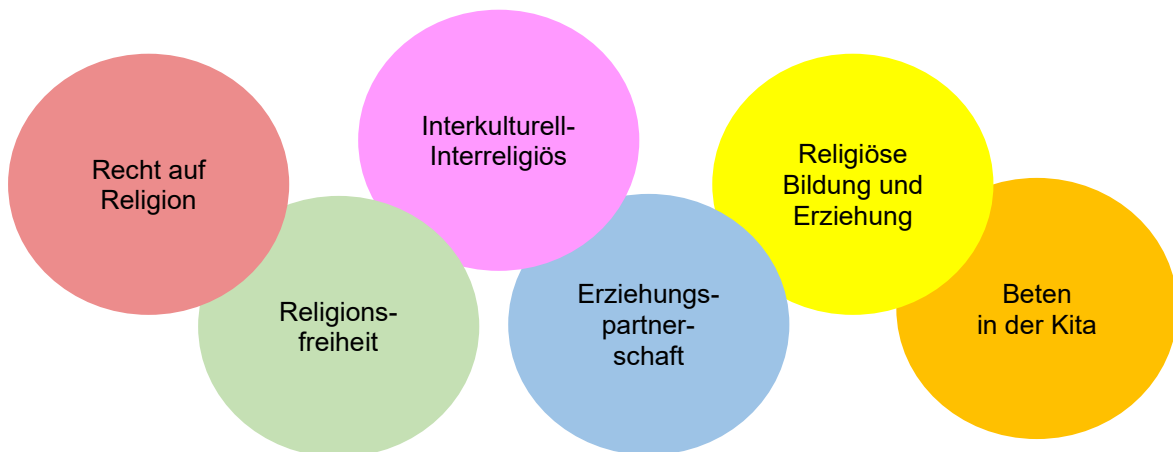 Recht auf
Religion
Religions-
freiheit
Interkulturell-
Interreligiös
Erziehungs-
partner-
schaft
Religiöse
Bildung und
Erziehung
Beten
in der Kita